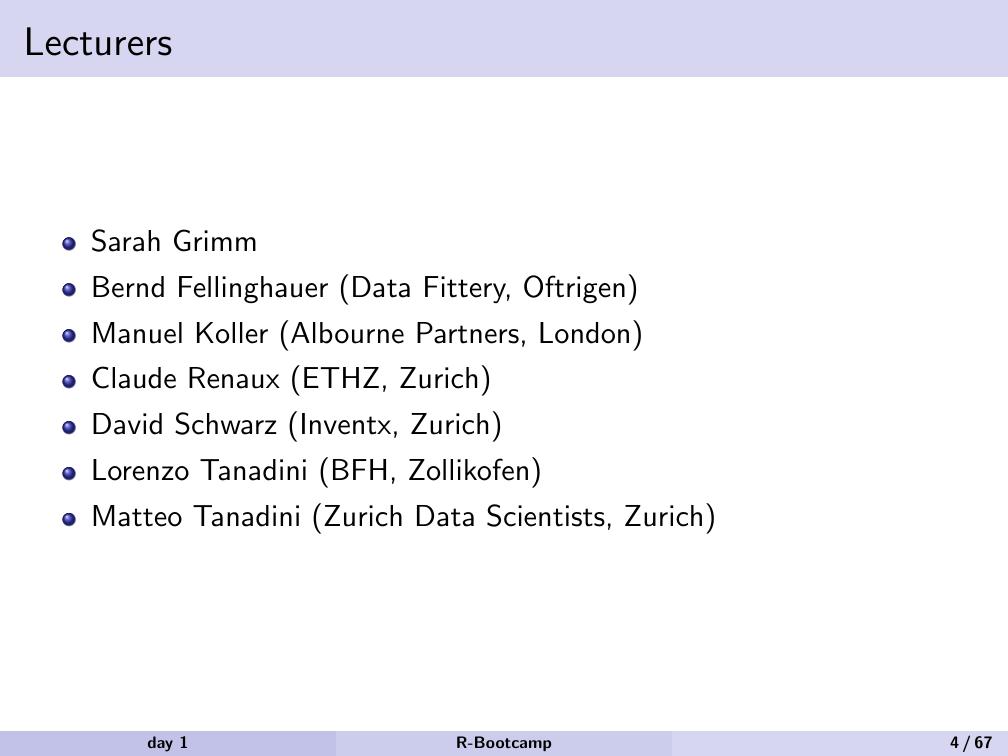 Lecturers
Sarah Grimm
Bernd Fellinghauer (Data Fittery, Oftrigen)
Manuel Koller (Albourne Partners, London)
Claude Renaux (ETHZ, Zurich)
David Schwarz (Inventx, Zurich)
Lorenzo Tanadini (BFH, Zollikofen)
Matteo Tanadini (Zurich Data Scientists, Zurich)
day 1 R-Bootcamp 4 / 67